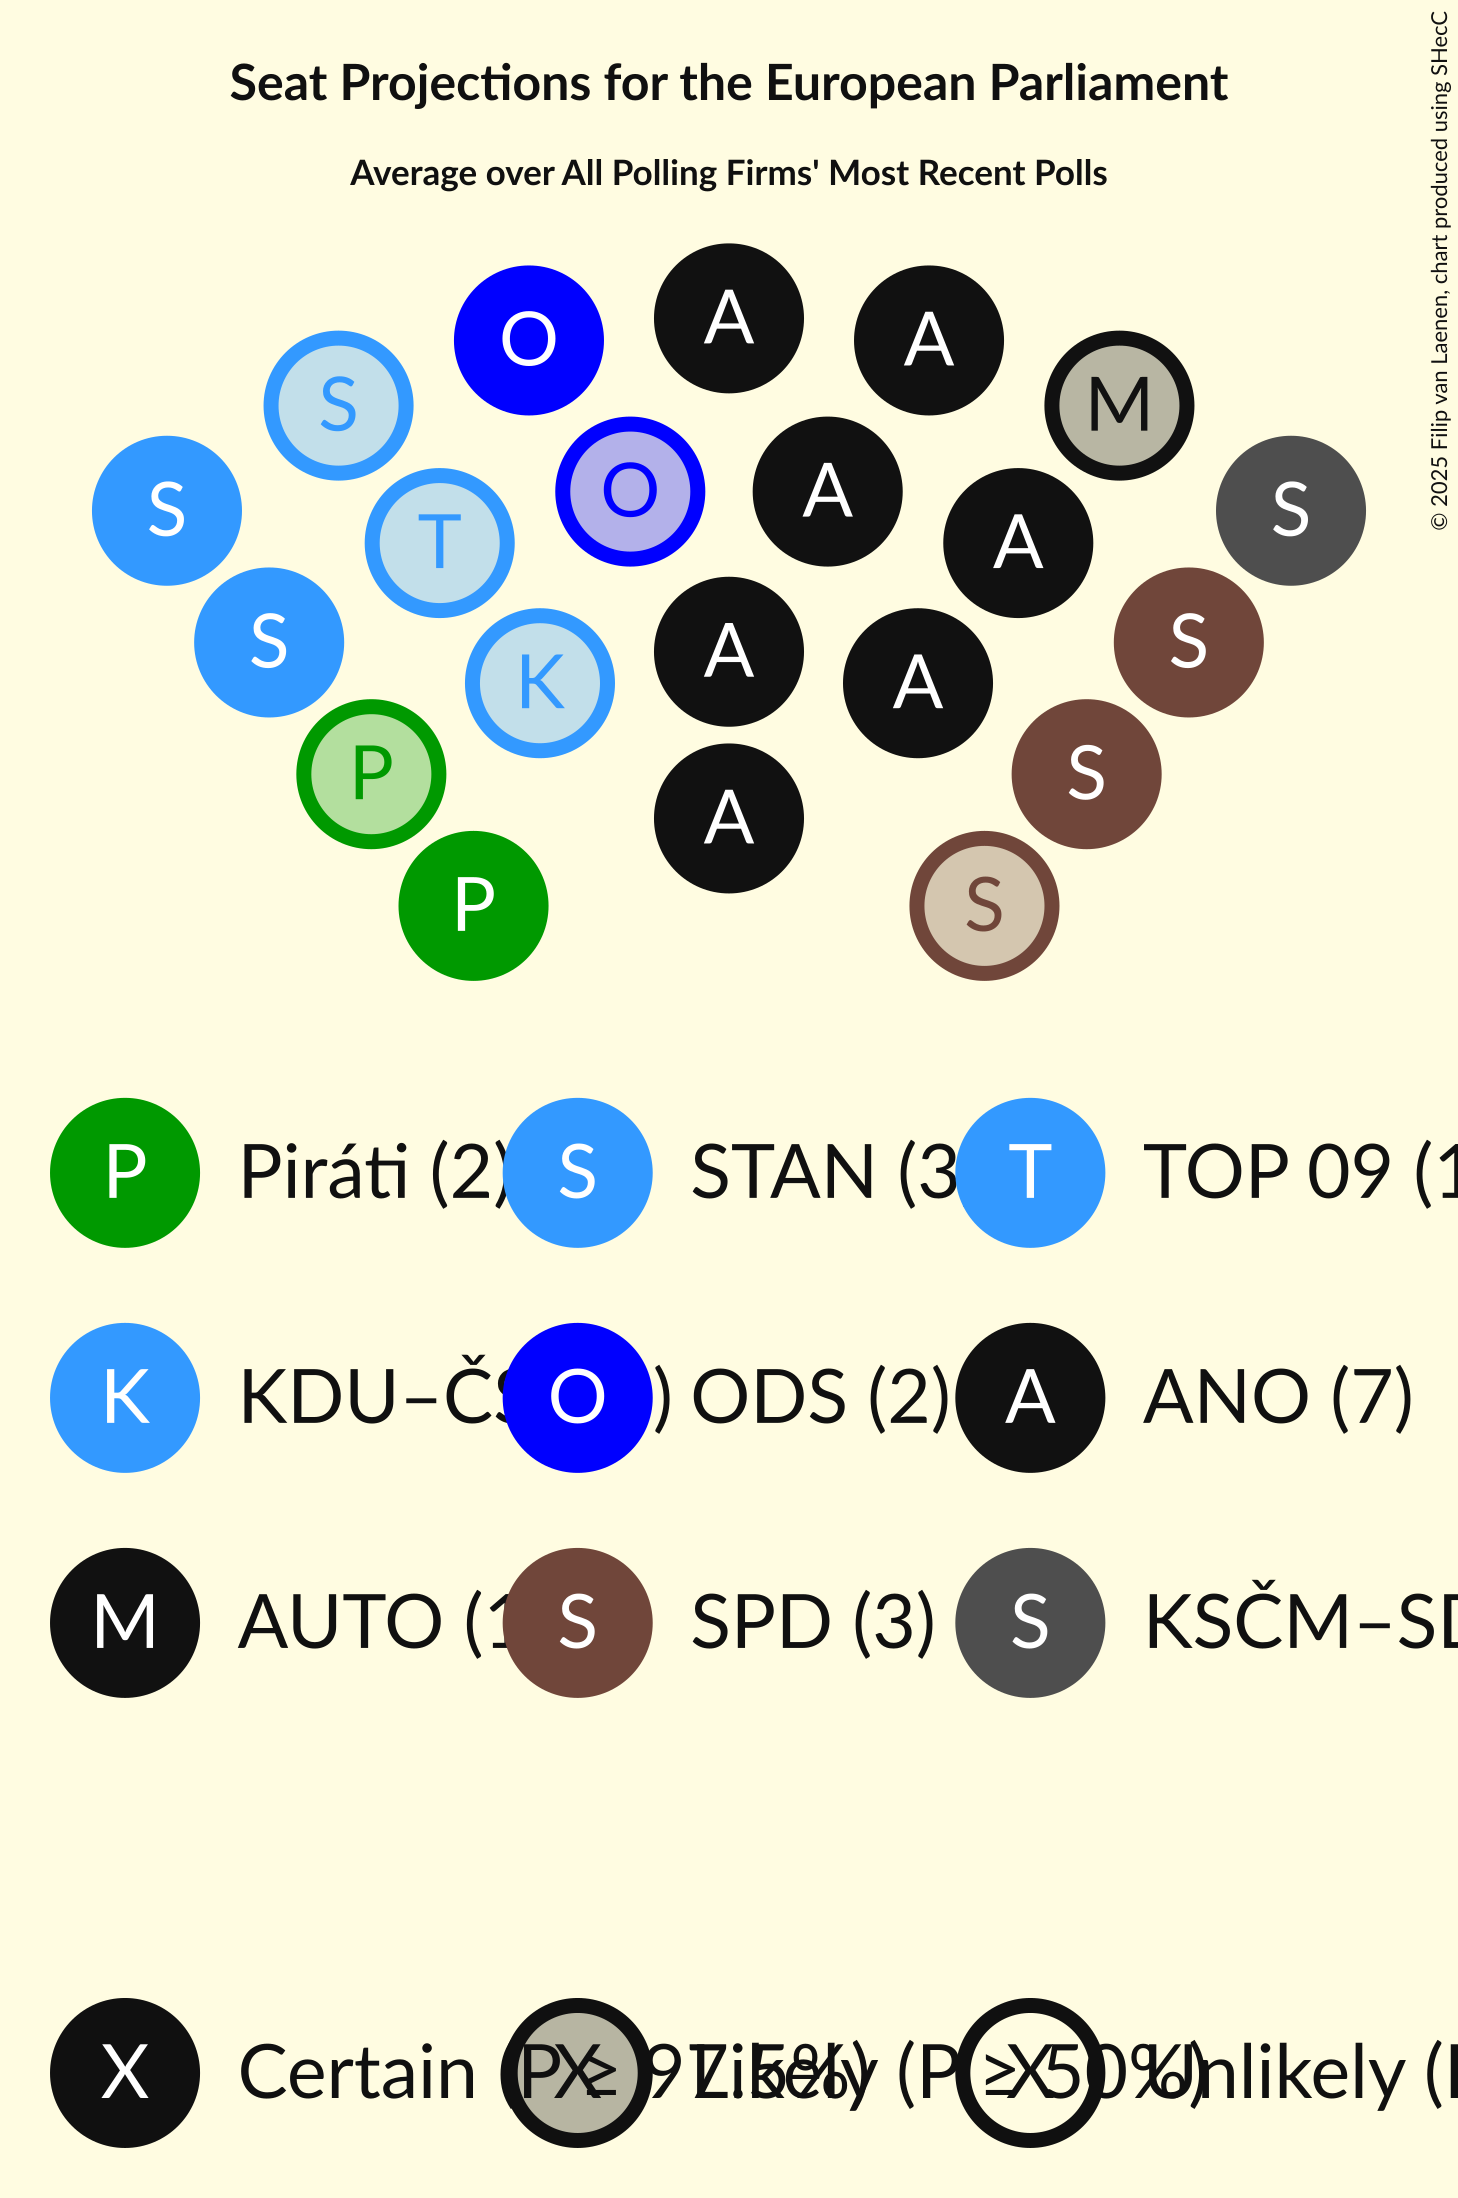 Seat Projections for the European Parliament
Average over All Polling Firms' Most Recent Polls
© 2025 Filip van Laenen, chart produced using SHecC
A
O A
S M
S S
O A
T A
S S
A
K A
P S
A
P S
P Piráti (2) S STAN (3 T TOP 09 (1
K KDU–Č O ODS (2) A ANO (7)
M AUTO (1 S SPD (3) S KSČM–SD
X Certain (P ≥ 97.5%) X Likely (P ≥ 50%) X Unlikely (